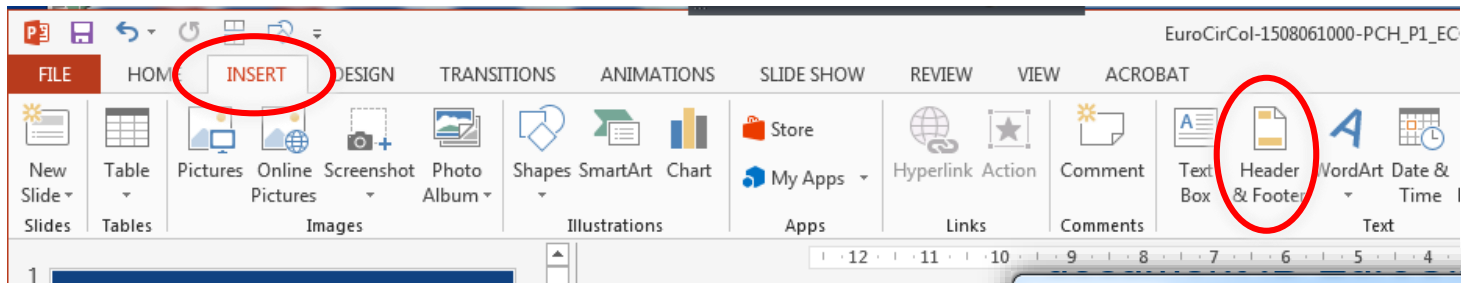 EuroCirCol-1508061000-PCH_P1_EC
FILE HOME INSERT DESIGN TRANSITIONS ANIMATIONS SLIDE SHOW REVIEW VIEW ACROBAT
New Slide
Table
Pictures
Online Pictures
Screenshot
Photo Album
Shapes
SmartArt
Chart
Store
My Apps
Hyperlink
Action
Comment
Text Box
Header & Footer
WordArt
Date & Time
Slides Tables Images Illustrations Apps Links Comments Text
12 11 10 9 8 7 6 5 4
1